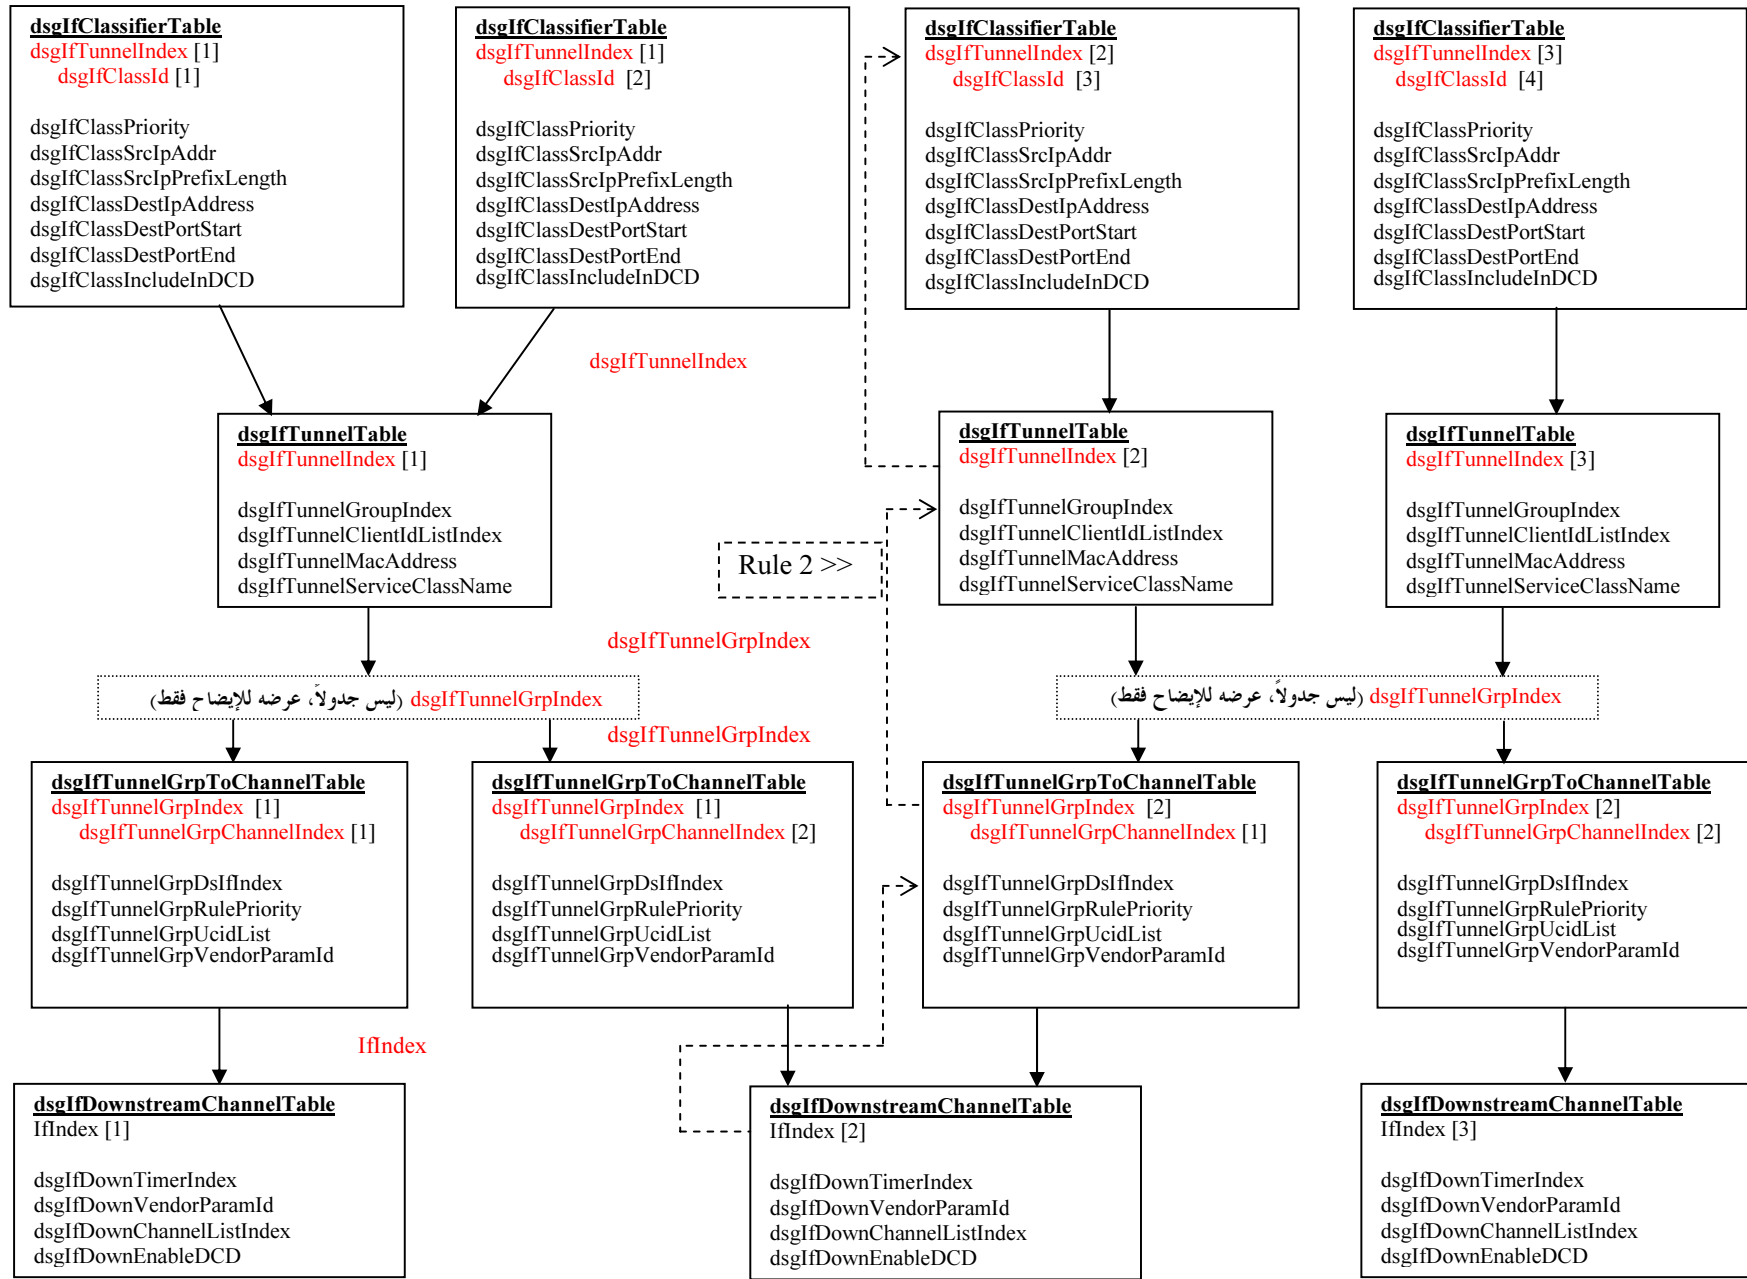 dsgIfClassifierTable
dsgIfTunnelIndex [1]
dsgIfClassId [1]
dsgIfClassPriority
dsgIfClassSrcIpAddr
dsgIfClassSrcIpPrefixLength
dsgIfClassDestIpAddress
dsgIfClassDestPortStart
dsgIfClassDestPortEnd
dsgIfClassIncludeInDCD
dsgIfClassifierTable
dsgIfTunnelIndex [1]
dsgIfClassId [2]
dsgIfClassPriority
dsgIfClassSrcIpAddr
dsgIfClassSrcIpPrefixLength
dsgIfClassDestIpAddress
dsgIfClassDestPortStart
dsgIfClassDestPortEnd
dsgIfClassIncludeInDCD
dsgIfClassifierTable
dsgIfTunnelIndex [2]
dsgIfClassId [3]
dsgIfClassPriority
dsgIfClassSrcIpAddr
dsgIfClassSrcIpPrefixLength
dsgIfClassDestIpAddress
dsgIfClassDestPortStart
dsgIfClassDestPortEnd
dsgIfClassIncludeInDCD
dsgIfClassifierTable
dsgIfTunnelIndex [3]
dsgIfClassId [4]
dsgIfClassPriority
dsgIfClassSrcIpAddr
dsgIfClassSrcIpPrefixLength
dsgIfClassDestIpAddress
dsgIfClassDestPortStart
dsgIfClassDestPortEnd
dsgIfClassIncludeInDCD
dsgIfTunnelIndex
dsgIfTunnelTable
dsgIfTunnelIndex [1]
dsgIfTunnelGroupIndex
dsgIfTunnelClientIdListIndex
dsgIfTunnelMacAddress
dsgIfTunnelServiceClassName
Rule 2 >>
dsgIfTunnelTable
dsgIfTunnelIndex [2]
dsgIfTunnelGroupIndex
dsgIfTunnelClientIdListIndex
dsgIfTunnelMacAddress
dsgIfTunnelServiceClassName
dsgIfTunnelTable
dsgIfTunnelIndex [3]
dsgIfTunnelGroupIndex
dsgIfTunnelClientIdListIndex
dsgIfTunnelMacAddress
dsgIfTunnelServiceClassName
dsgIfTunnelGrpIndex
dsgIfTunnelGrpIndex (ليس جدولاً، عرضه للإيضاح فقط)
dsgIfTunnelGrpIndex (ليس جدولاً، عرضه للإيضاح فقط)
dsgIfTunnelGrpIndex
dsgIfTunnelGrpToChannelTable
dsgIfTunnelGrpIndex [1]
dsgIfTunnelGrpChannelIndex [1]
dsgIfTunnelGrpDsIfIndex
dsgIfTunnelGrpRulePriority
dsgIfTunnelGrpUcidList
dsgIfTunnelGrpVendorParamId
dsgIfTunnelGrpToChannelTable
dsgIfTunnelGrpIndex [1]
dsgIfTunnelGrpChannelIndex [2]
dsgIfTunnelGrpDsIfIndex
dsgIfTunnelGrpRulePriority
dsgIfTunnelGrpUcidList
dsgIfTunnelGrpVendorParamId
dsgIfTunnelGrpToChannelTable
dsgIfTunnelGrpIndex [2]
dsgIfTunnelGrpChannelIndex [1]
dsgIfTunnelGrpDsIfIndex
dsgIfTunnelGrpRulePriority
dsgIfTunnelGrpUcidList
dsgIfTunnelGrpVendorParamId
dsgIfTunnelGrpToChannelTable
dsgIfTunnelGrpIndex [2]
dsgIfTunnelGrpChannelIndex [2]
dsgIfTunnelGrpDsIfIndex
dsgIfTunnelGrpRulePriority
dsgIfTunnelGrpUcidList
dsgIfTunnelGrpVendorParamId
IfIndex
dsgIfDownstreamChannelTable
IfIndex [1]
dsgIfDownTimerIndex
dsgIfDownVendorParamId
dsgIfDownChannelListIndex
dsgIfDownEnableDCD
dsgIfDownstreamChannelTable
IfIndex [2]
dsgIfDownTimerIndex
dsgIfDownVendorParamId
dsgIfDownChannelListIndex
dsgIfDownEnableDCD
dsgIfDownstreamChannelTable
IfIndex [3]
dsgIfDownTimerIndex
dsgIfDownVendorParamId
dsgIfDownChannelListIndex
dsgIfDownEnableDCD